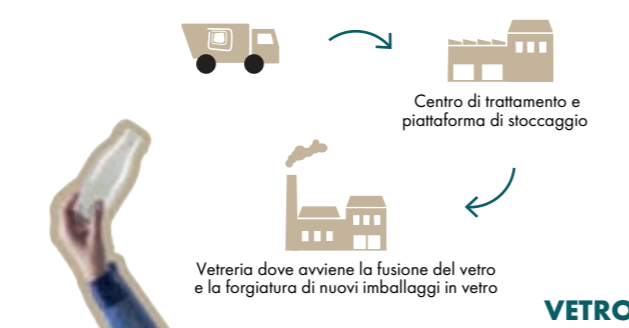 Centro di trattamento e
piattaforma di stoccaggio
Vetreria dove avviene la fusione del vetro
e la forgiatura di nuovi imballaggi in vetro
VETRO